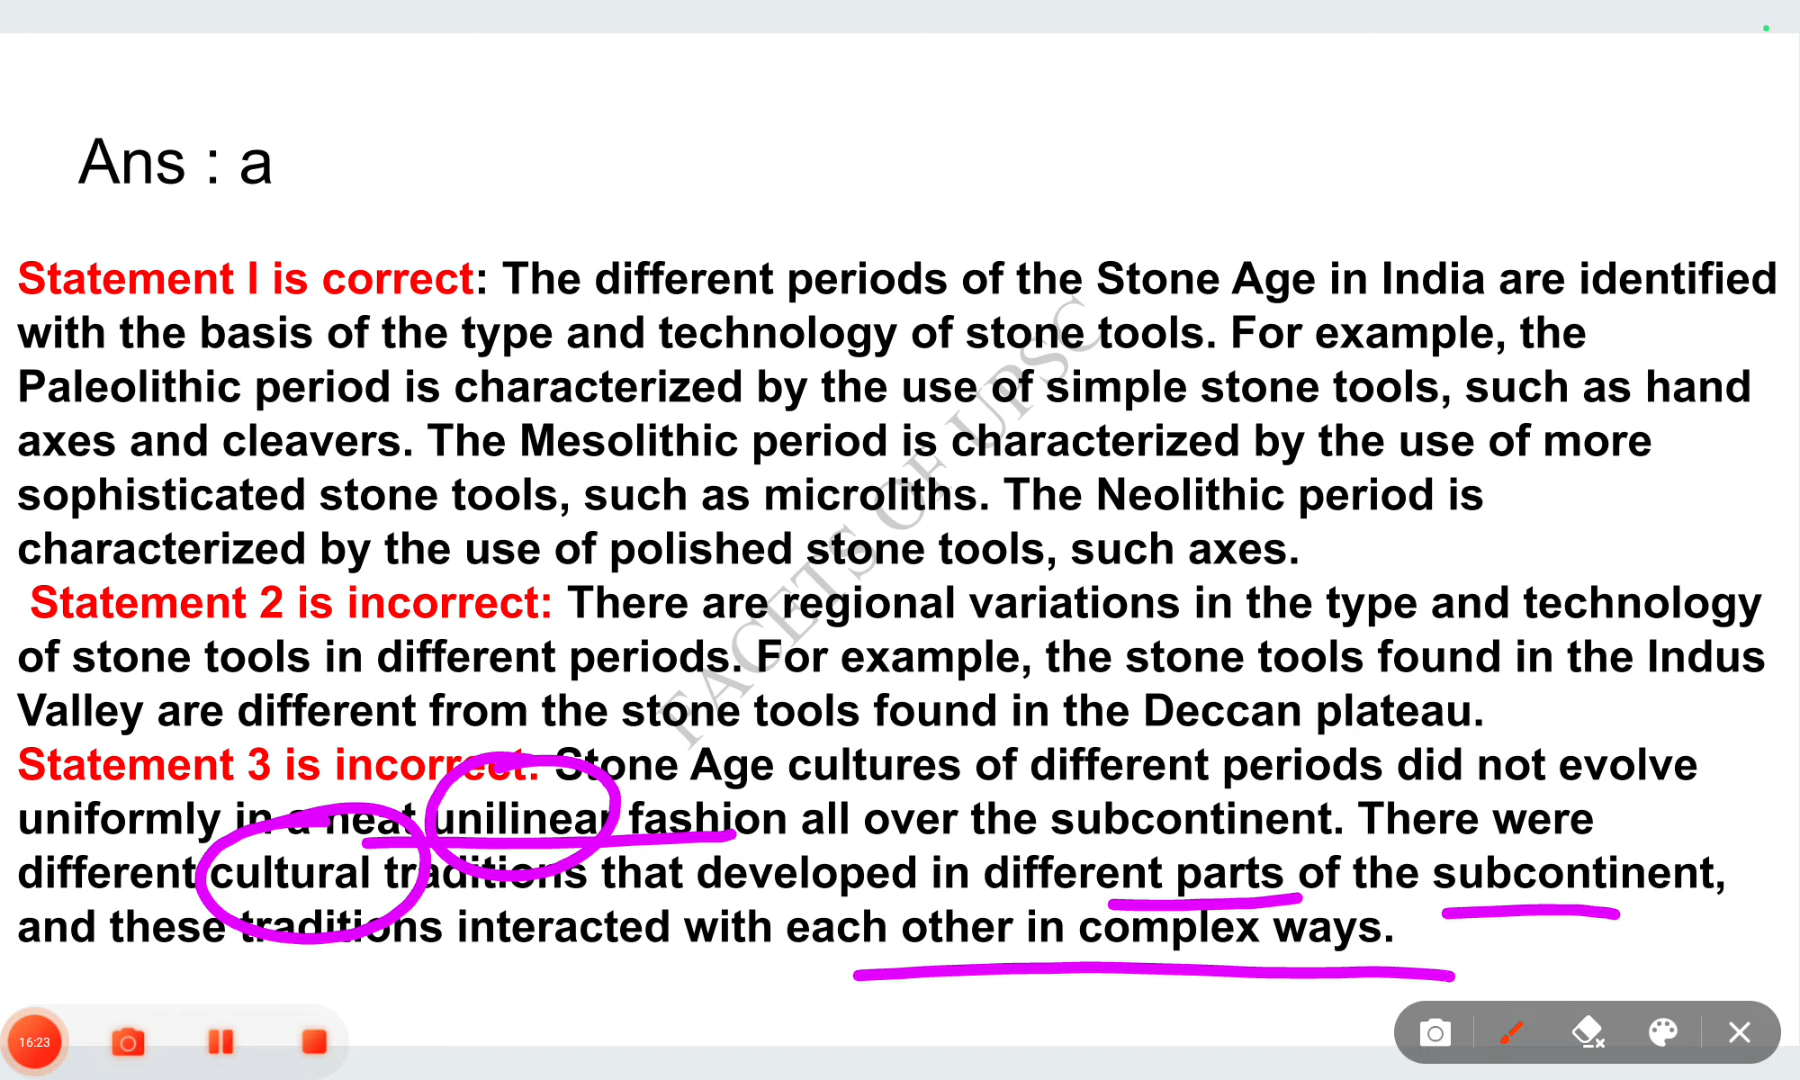 Ans : a
Statement I is correct: The different periods of the Stone Age in India are identified
with the basis of the type and technology of stone tools. For example, the
Paleolithic period is characterized by the use of simple stone tools, such as hand
axes and cleavers. The Mesolithic period is characterized by the use of more
sophisticated stone tools, such as microliths. The Neolithic period is
characterized by the use of polished stone tools, such axes.
Statement 2 is incorrect: There are regional variations in the type and technology
of stone tools in different periods. For example, the stone tools found in the Indus
Valley are different from the stone tools found in the Deccan plateau.
Statement 3 is incorrect: Stone Age cultures of different periods did not evolve
uniformly in a neat unilinear fashion all over the subcontinent. There were
different cultural traditions that developed in different parts of the subcontinent,
and these traditions interacted with each other in complex ways.
FACETS OF UPSC
16:23